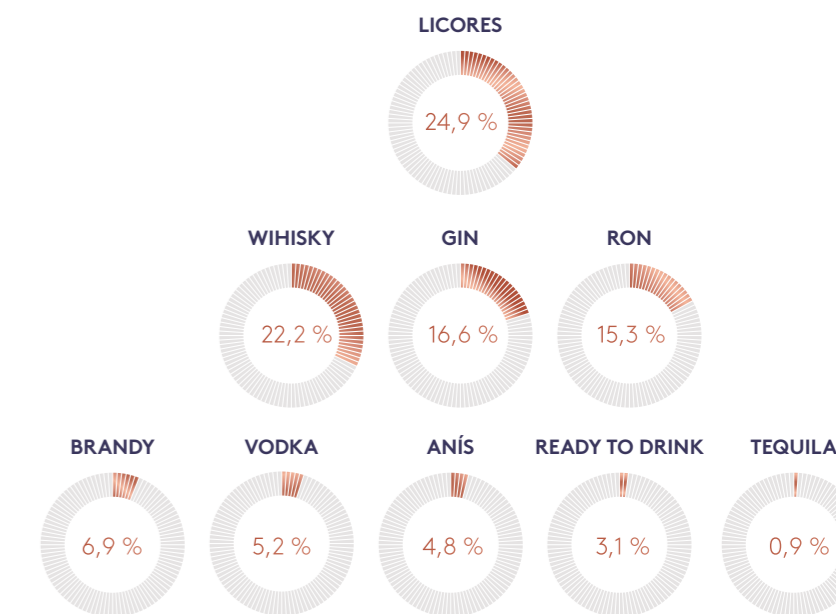 LICORES
24,9 %
WIHISKY
GIN
RON
22,2 %
16,6 %
15,3 %
BRANDY
VODKA
ANÍS
READY TO DRINK
TEQUILA
6,9 %
5,2 %
4,8 %
3,1 %
0,9 %